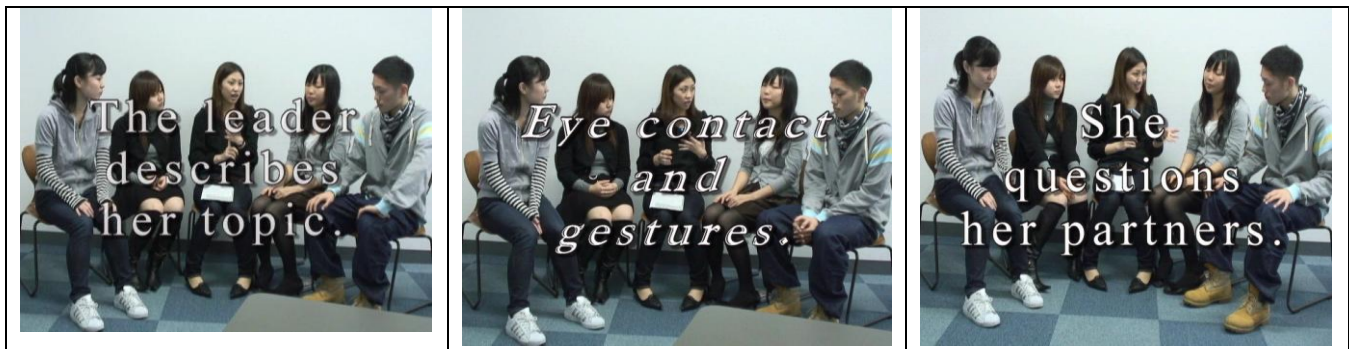 The leader
describes
her topic.
Eye contact
and
gestures.
She
questions
her partners.